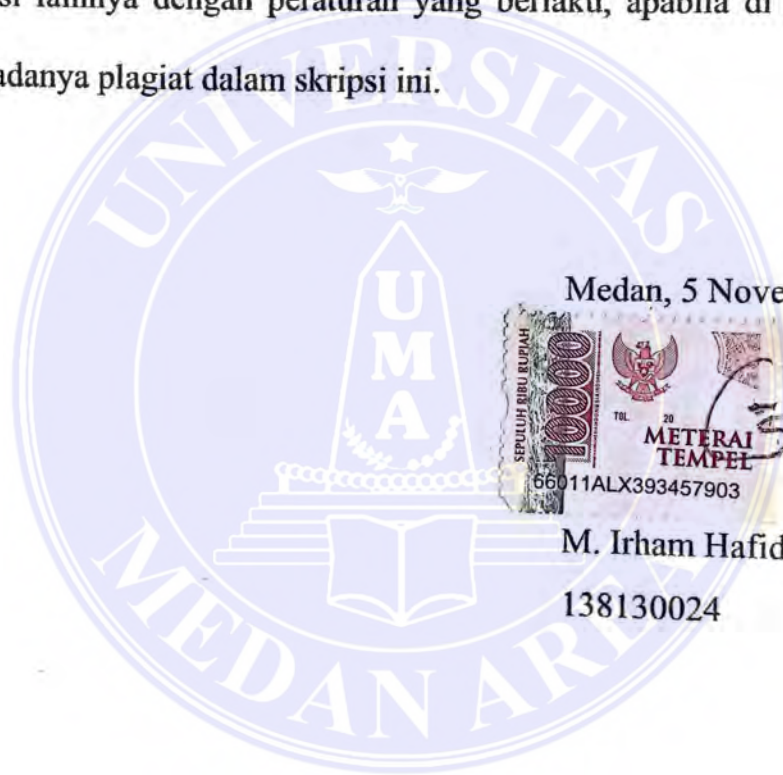 si lainnya dengan peraturan yang berlaku, apabila di
adanya plagiat dalam skripsi ini.
UNIVERSITAS
UMA
MEDAN AREA
Medan, 5 Nove
SEPULUH RIBU RUPIAH
10000
TGL. 20
METERAI
TEMPEL
66011ALX393457903
M. Irham Hafid
138130024